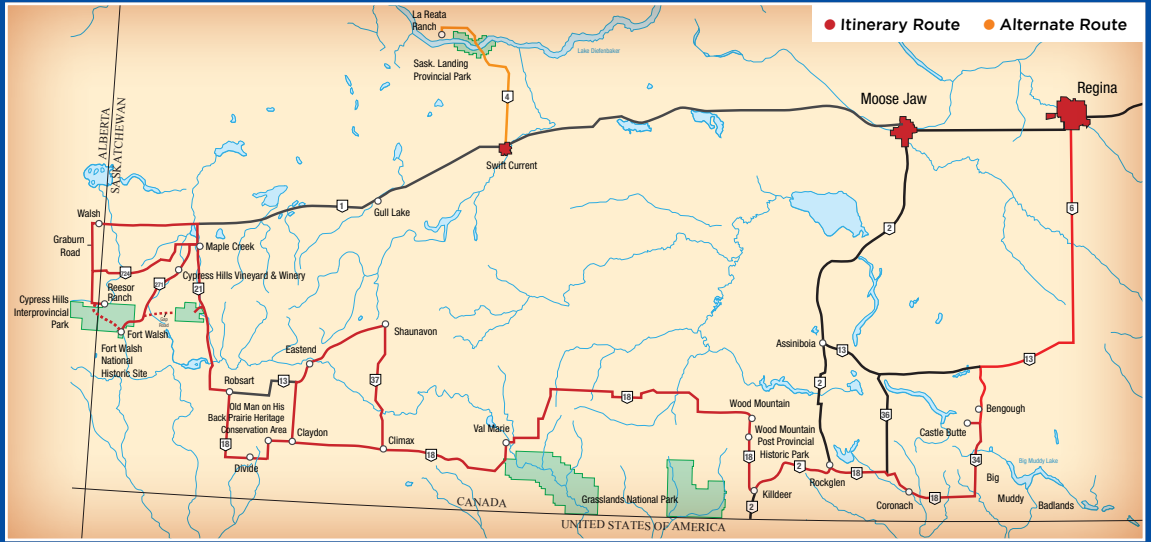 Itinerary Route
Alternate Route
La Reata
Ranch
Lake Diefenbaker
Sask. Landing
Provincial Park
4
Swift Current
Moose Jaw
Regina
ALBERTA
SASKATCHEWAN
1
Gull Lake
6
2
Walsh
Graburn
Road
Maple Creek
724
Cypress Hills Vineyard & Winery
271
21
Reesor
Ranch
Cypress Hills
Interprovincial
Park
Fort Walsh
Fort Walsh
National
Historic Site
Gap
Road
Shaunavon
Eastend
Robsart
13
37
Old Man on His
Back Prairie Heritage
Conservation Area
18
Claydon
Divide
Climax
18
Val Marie
18
Assiniboia
13
13
2
36
Wood Mountain
Wood Mountain
Post Provincial
Historic Park
18
2
Killdeer
2
Rockglen
18
Bengough
Castle Butte
34
Big Muddy Lake
Big
Muddy
Badlands
Coronach
18
Grasslands National Park
CANADA
UNITED STATES OF AMERICA